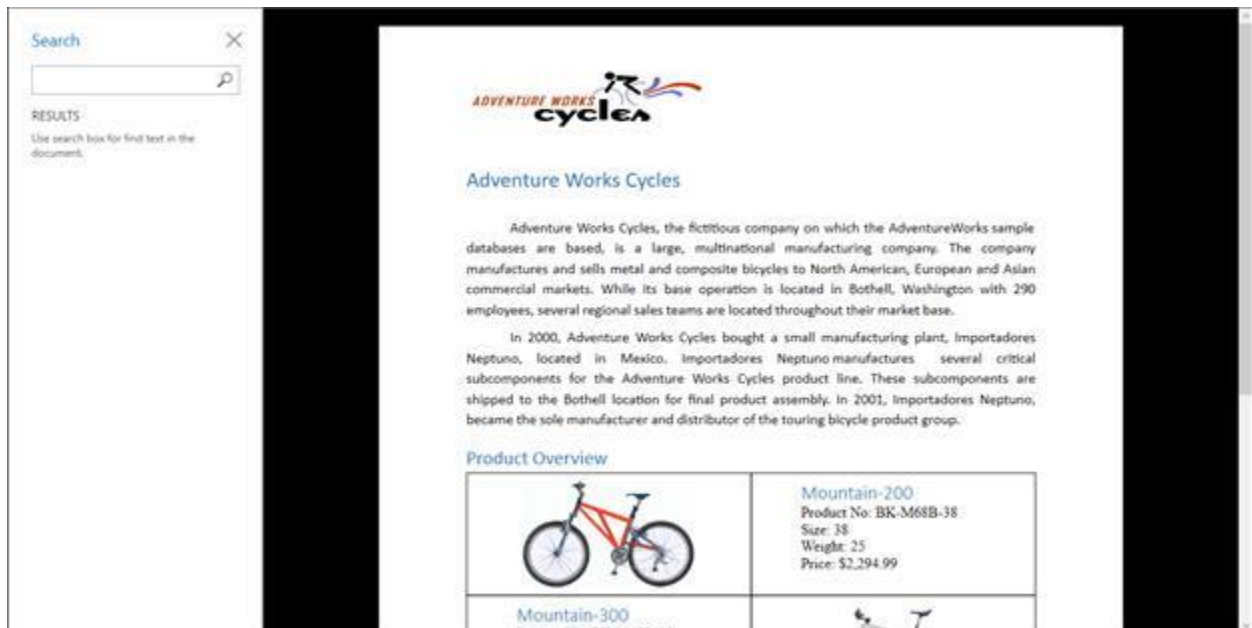 Search
RESULTS
Use search box for find text in the
document.
ADVENTURE WORKS
cycles
Adventure Works Cycles
Adventure Works Cycles, the fictitious company on which the AdventureWorks sample
databases are based, is a large, multinational manufacturing company. The company
manufactures and sells metal and composite bicycles to North American, European and Asian
commercial markets. While its base operation is located in Bothell, Washington with 290
employees, several regional sales teams are located throughout their market base.
In 2000, Adventure Works Cycles bought a small manufacturing plant, Importadores
Neptuno, located in Mexico. Importadores Neptuno manufactures several critical
subcomponents for the Adventure Works Cycles product line. These subcomponents are
shipped to the Bothell location for final product assembly. In 2001, Importadores Neptuno,
became the sole manufacturer and distributor of the touring bicycle product group.
Product Overview
Mountain-200
Product No: BK-M68B-38
Size: 38
Weight: 25
Price: $2,294.99
Mountain-300